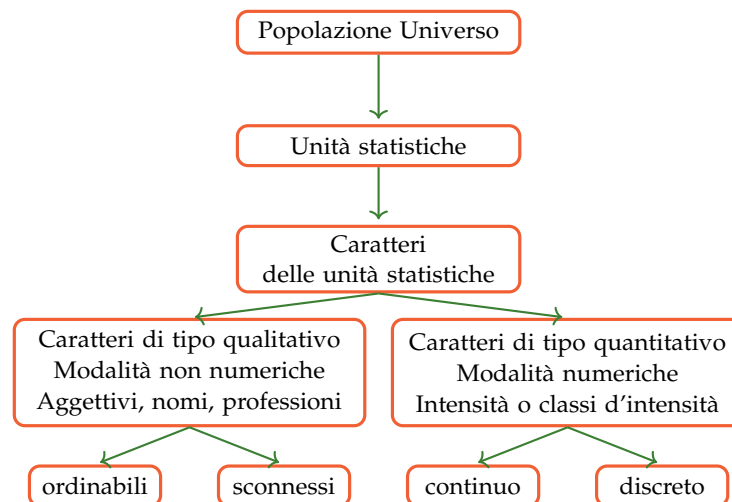 Popolazione Universo
Unità statistiche
Caratteri
delle unità statistiche
Caratteri di tipo qualitativo
Modalità non numeriche
Aggettivi, nomi, professioni
Caratteri di tipo quantitativo
Modalità numeriche
Intensità o classi d'intensità
ordinabili
sconnessi
continuo
discreto